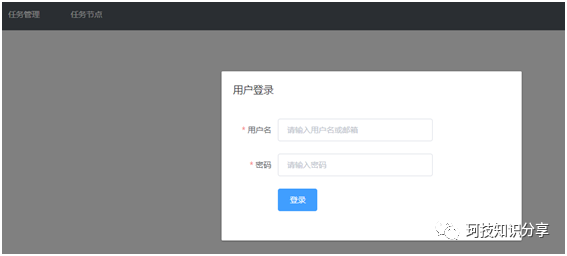 任务管理 任务节点
用户登录
* 用户名 请输入用户名或邮箱
* 密码 请输入密码
登录
珂技知识分享